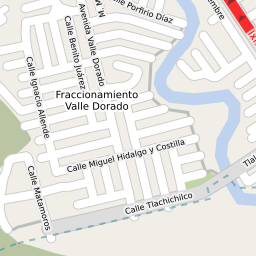 M. M.
Calle Porfirio Díaz
Avenida Valle Dorado
Calle Benito Juárez
Calle Ignacio Allende
Fraccionamiento
Valle Dorado
Calle Miguel Hidalgo y Costilla
Calle Matamoros
Calle Tlachichilco